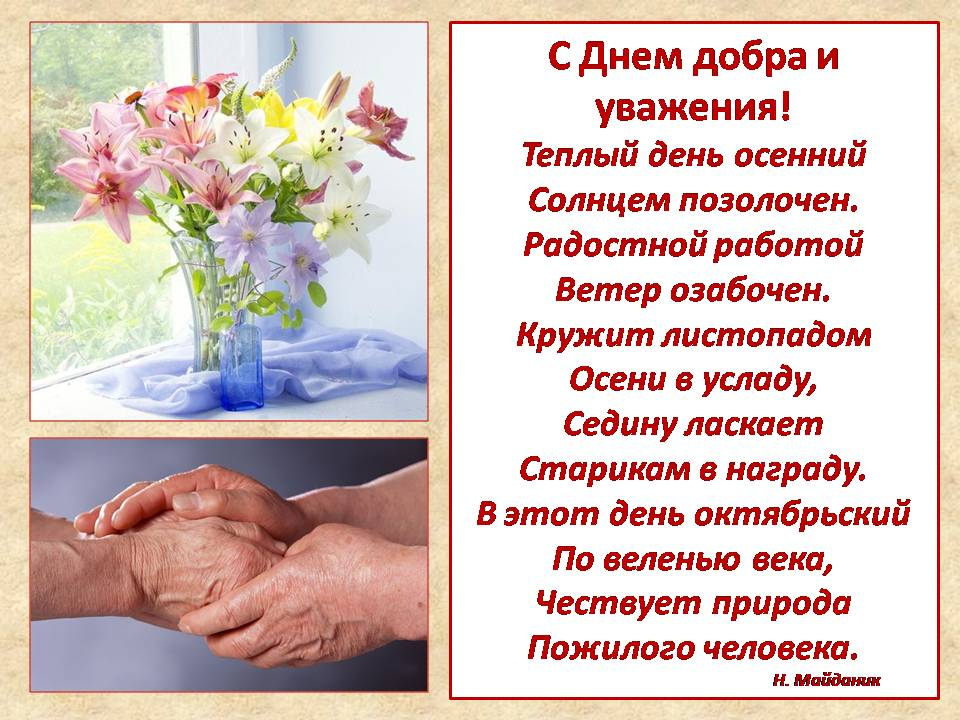 С Днем добра и
уважения!
Теплый день осенний
Солнцем позолочен.
Радостной работой
Ветер озабочен.
Кружит листопадом
Осени в усладу,
Седину ласкает
Старикам в награду.
В этот день октябрьский
По веленью века,
Чествует природа
Пожилого человека.
Н. Майданик